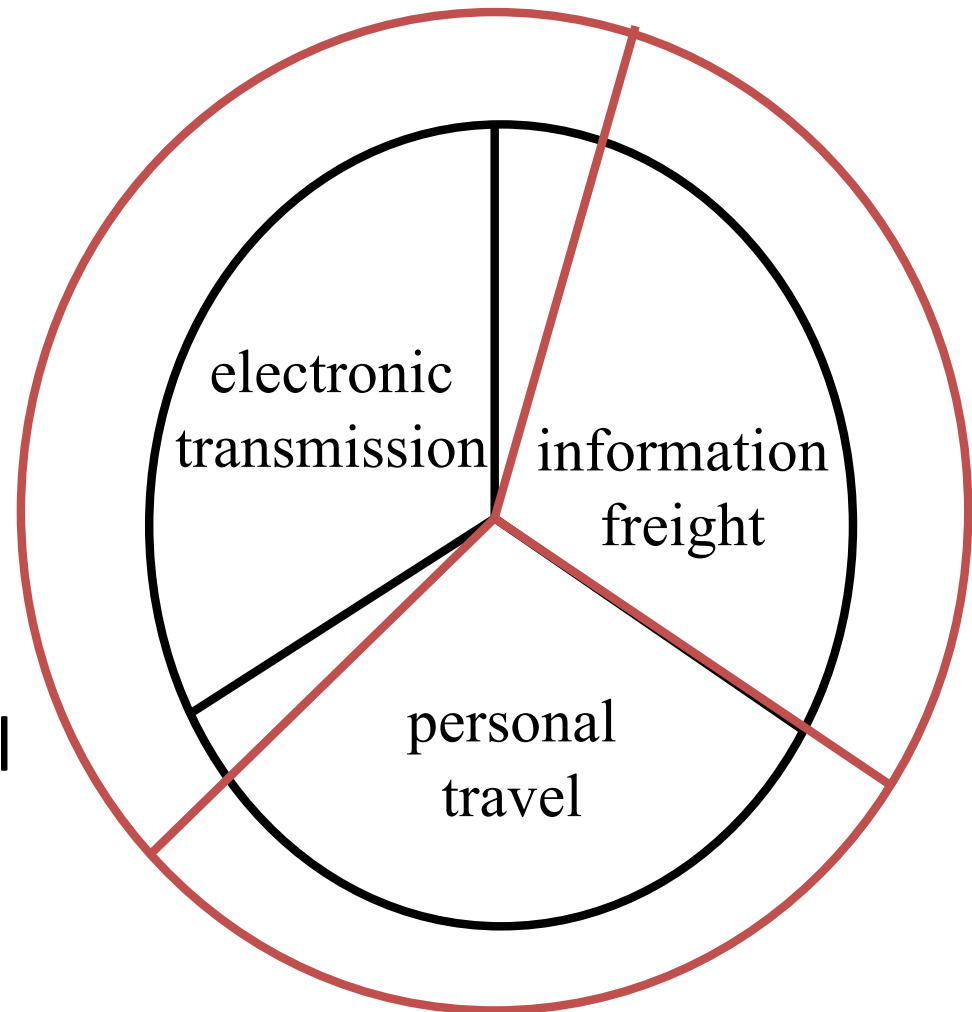 electronic
transmission
information
freight
personal
travel